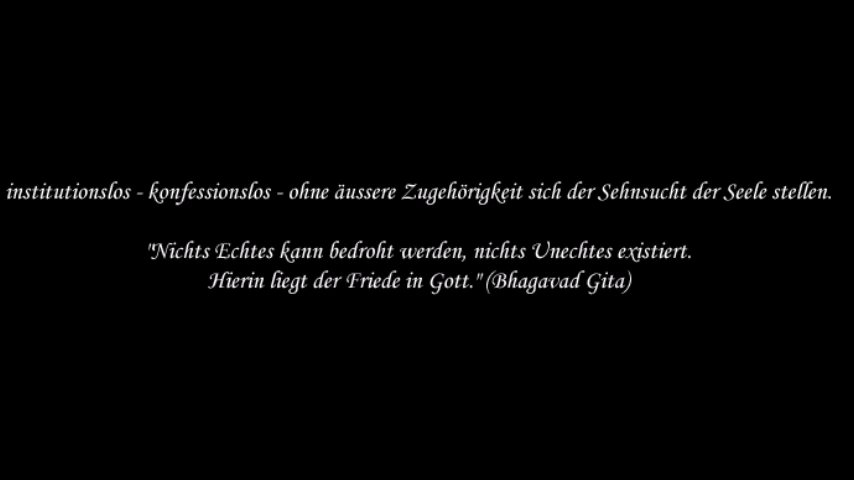 institutionslos - konfessionslos - ohne äussere Zugehörigkeit sich der Sehnsucht der Seele stellen.
"Nichts Echtes kann bedroht werden, nichts Unechtes existiert.
Hierin liegt der Friede in Gott." (Bhagavad Gita)